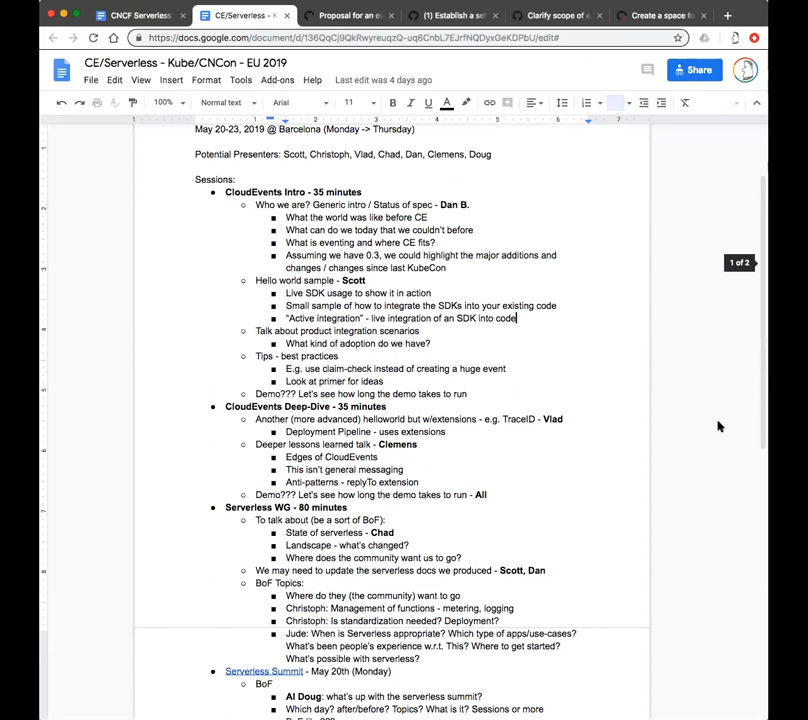 CNCF Serverless
CE/Serverless - K
Proposal for an ev
(1) Establish a se
Clarify scope of
Create a space fo
https://docs.google.com/document/d/136QqCj9QkRwyreuqzQ-uq6CnbL7EJrfNQDyxGeKDPbU/edit#
CE/Serverless - Kube/CNCon - EU 2019
File Edit View Insert Format Tools Add-ons Help Last edit was 4 days ago
Share
100% Normal text Arial 11 B I U A
1 1 2 3 4 5 6 7
May 20-23, 2019 @ Barcelona (Monday -> Thursday)
Potential Presenters: Scott, Christoph, Vlad, Chad, Dan, Clemens, Doug
Sessions:
● CloudEvents Intro - 35 minutes
○ Who we are? Generic intro / Status of spec - Dan B.
■ What the world was like before CE
■ What can do we today that we couldn't before
■ What is eventing and where CE fits?
■ Assuming we have 0.3, we could highlight the major additions and
changes / changes since last KubeCon
1 of 2
○ Hello world sample - Scott
■ Live SDK usage to show it in action
■ Small sample of how to integrate the SDKs into your existing code
■ "Active integration" - live integration of an SDK into code
○ Talk about product integration scenarios
■ What kind of adoption do we have?
○ Tips - best practices
■ E.g. use claim-check instead of creating a huge event
■ Look at primer for ideas
○ Demo??? Let's see how long the demo takes to run
● CloudEvents Deep-Dive - 35 minutes
○ Another (more advanced) helloworld but w/extensions - e.g. TraceID - Vlad
■ Deployment Pipeline - uses extensions
○ Deeper lessons learned talk - Clemens
■ Edges of CloudEvents
■ This isn't general messaging
■ Anti-patterns - replyTo extension
○ Demo??? Let's see how long the demo takes to run - All
● Serverless WG - 80 minutes
○ To talk about (be a sort of BoF):
■ State of serverless - Chad
■ Landscape - what's changed?
■ Where does the community want us to go?
○ We may need to update the serverless docs we produced - Scott, Dan
○ BoF Topics:
■ Where do they (the community) want to go
■ Christoph: Management of functions - metering, logging
■ Christoph: Is standardization needed? Deployment?
■ Jude: When is Serverless appropriate? Which type of apps/use-cases?
What's been people's experience w.r.t. This? Where to get started?
What's possible with serverless?
● Serverless Summit - May 20th (Monday)
○ BoF
■ AI Doug: what's up with the serverless summit?
■ Which day? after/before? Topics? What is it? Sessions or more